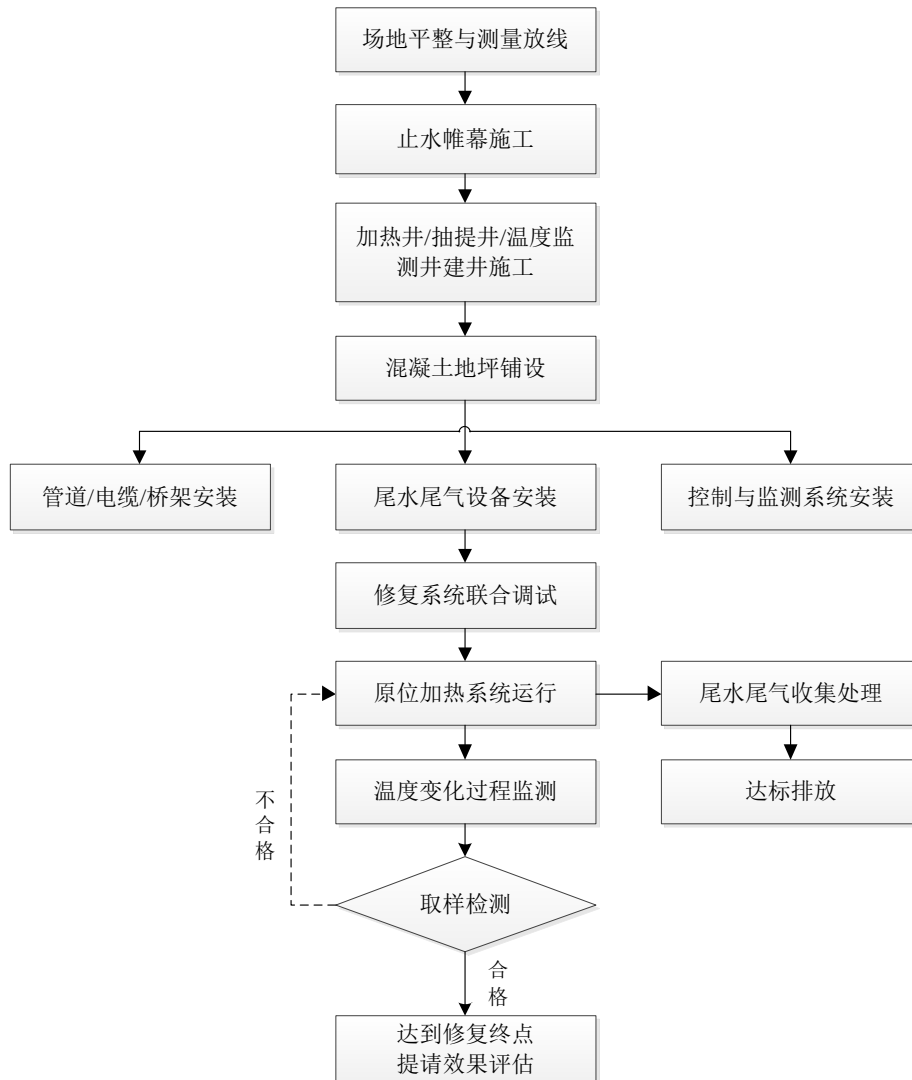 场地平整与测量放线
止水帷幕施工
加热井/抽提井/温度监
测井建井施工
混凝土地坪铺设
管道/电缆/桥架安装
尾水尾气设备安装
控制与监测系统安装
修复系统联合调试
原位加热系统运行
尾水尾气收集处理
温度变化过程监测
达标排放
不
合
格
取样检测
合
格
达到修复终点
提请效果评估